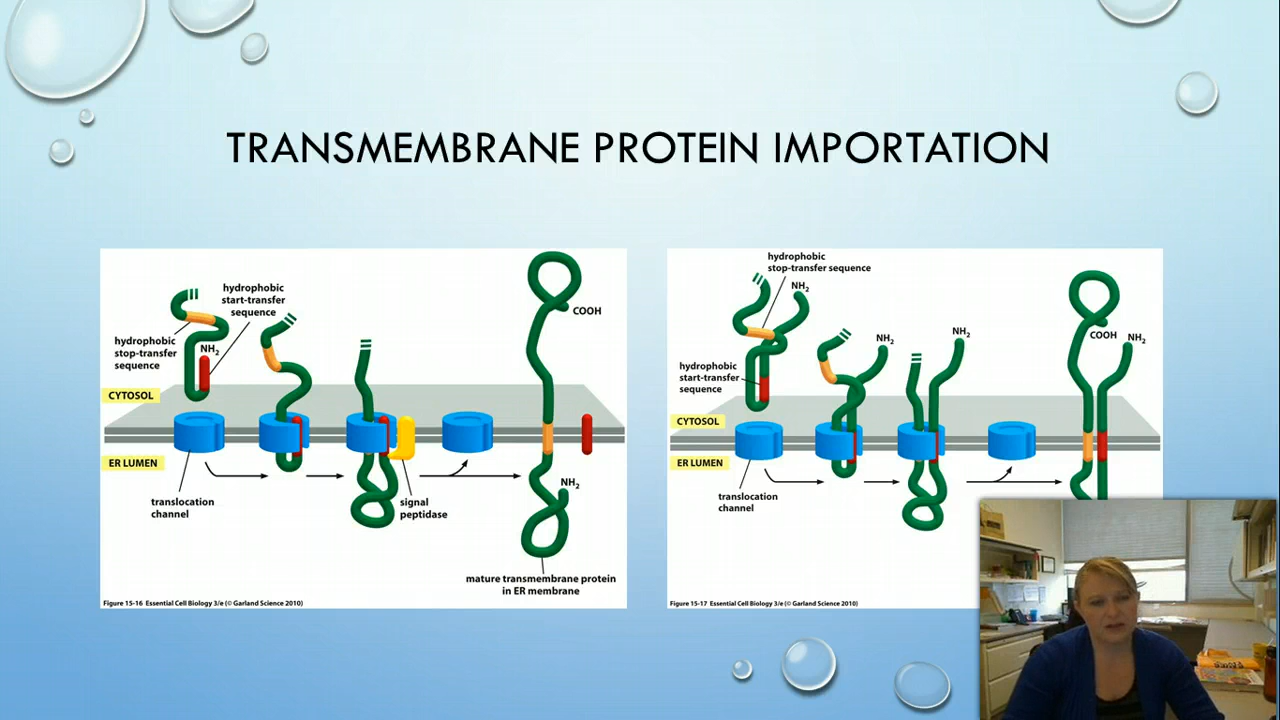 TRANSMEMBRANE PROTEIN IMPORTATION
hydrophobic
start-transfer
sequence
hydrophobic
stop-transfer
sequence
NH2
CYTOSOL
ER LUMEN
translocation
channel
signal
peptidase
COOH
NH2
mature transmembrane protein
in ER membrane
Figure 15-16 Essential Cell Biology 3/e (© Garland Science 2010)
hydrophobic
stop-transfer sequence
NH2
hydrophobic
start-transfer
sequence
NH2
NH2
COOH
NH2
CYTOSOL
ER LUMEN
translocation
channel
Figure 15-17 Essential Cell Biology 3/e (© Garland Science 2010)